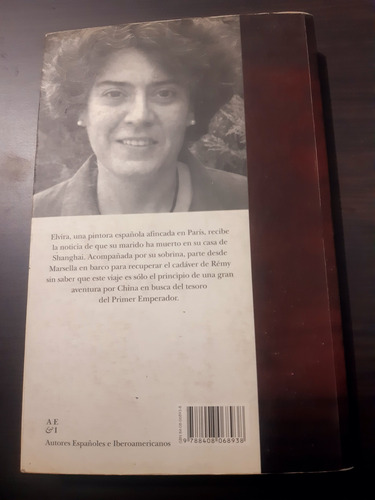 Elvira, una pintora española afincada en París, recibe
la noticia de que su marido ha muerto en su casa de
Shanghai. Acompañada por su sobrina, parte desde
Marsella en barco para recuperar el cadáver de Rémy
sin saber que este viaje es sólo el principio de una gran
aventura por China en busca del tesoro
del Primer Emperador.
A E
& I
Autores Españoles e Iberoamericanos
9 788408 068938